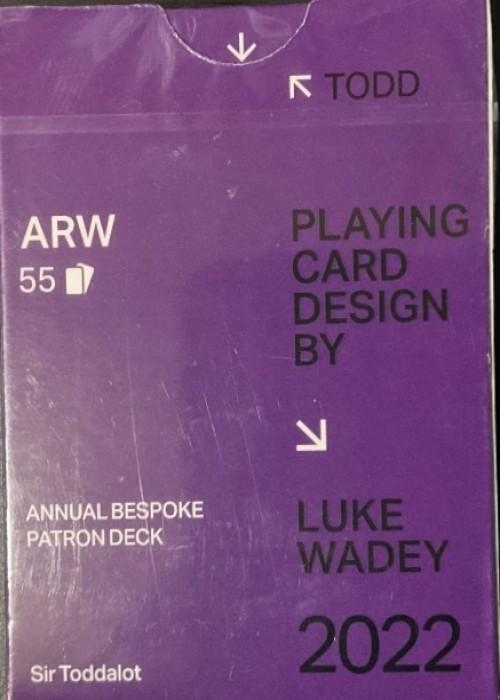 TODD
ARW
55
PLAYING
CARD
DESIGN
BY
ANNUAL BESPOKE
PATRON DECK
LUKE
WADEY
2022
Sir Toddalot